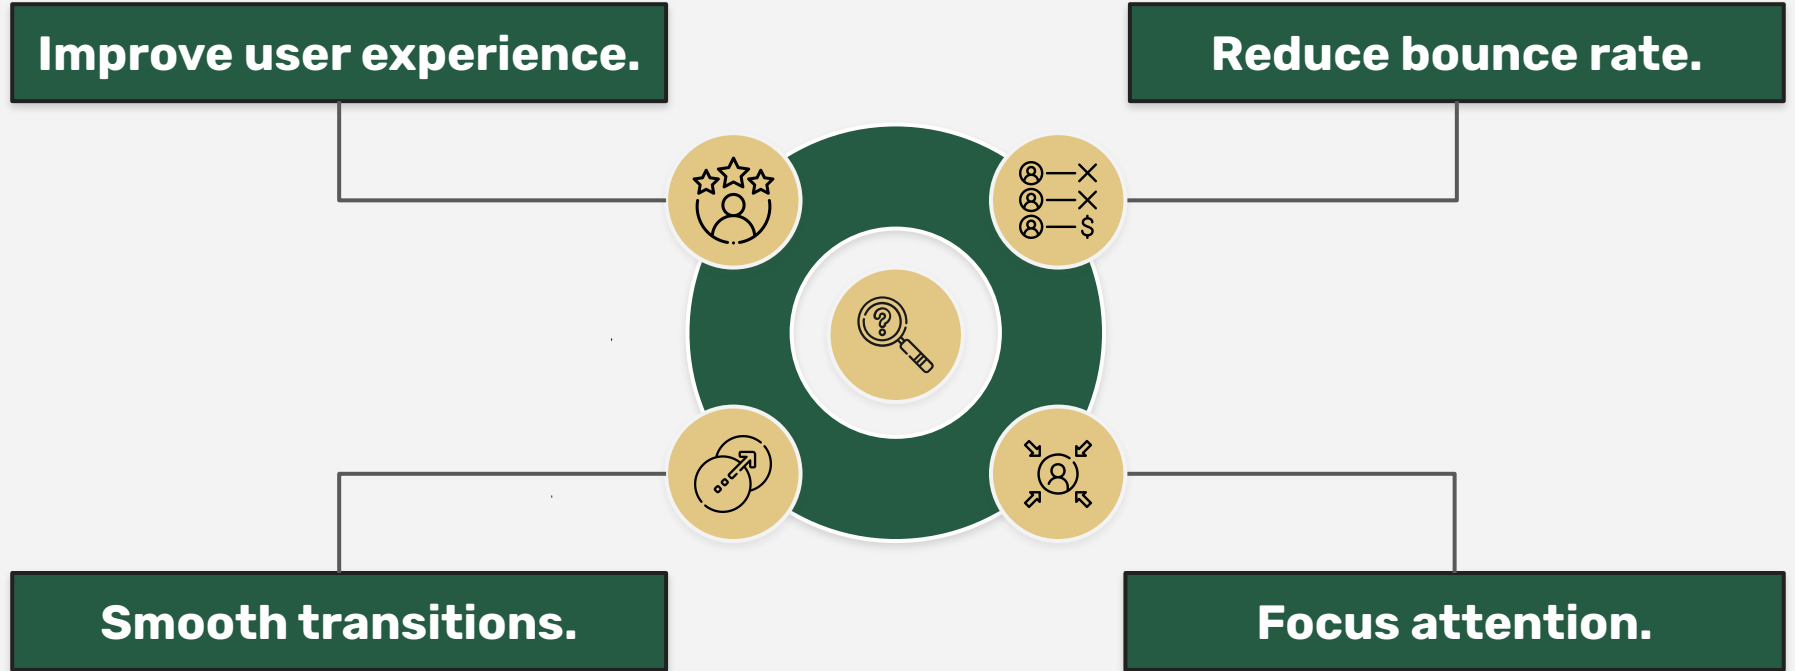 Improve user experience.
Reduce bounce rate.
Smooth transitions.
Focus attention.